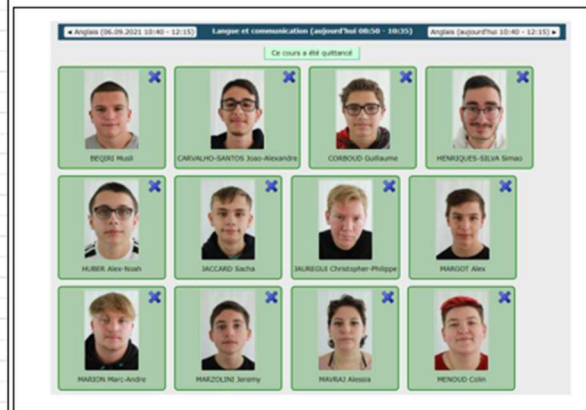 ◄ Anglais (06.09.2021 10:40 - 12:15) Langue et communication (aujourd'hui 08:50 - 10:35) Anglais (aujourd'hui 10:40 - 12:15) ►
Ce cours a été quittancé
BEQIRI Musli CARVALHO-SANTOS Joao-Alexandre CORBOUD Guillaume HENRIQUES-SILVA Simao
HUBER Alex-Noah JACCARD Sacha JAUREGUI Christopher-Philippe MARGOT Alex
MARION Marc-Andre MARZOLINI Jeremy MAVRAJ Alessia MENOUD Colin